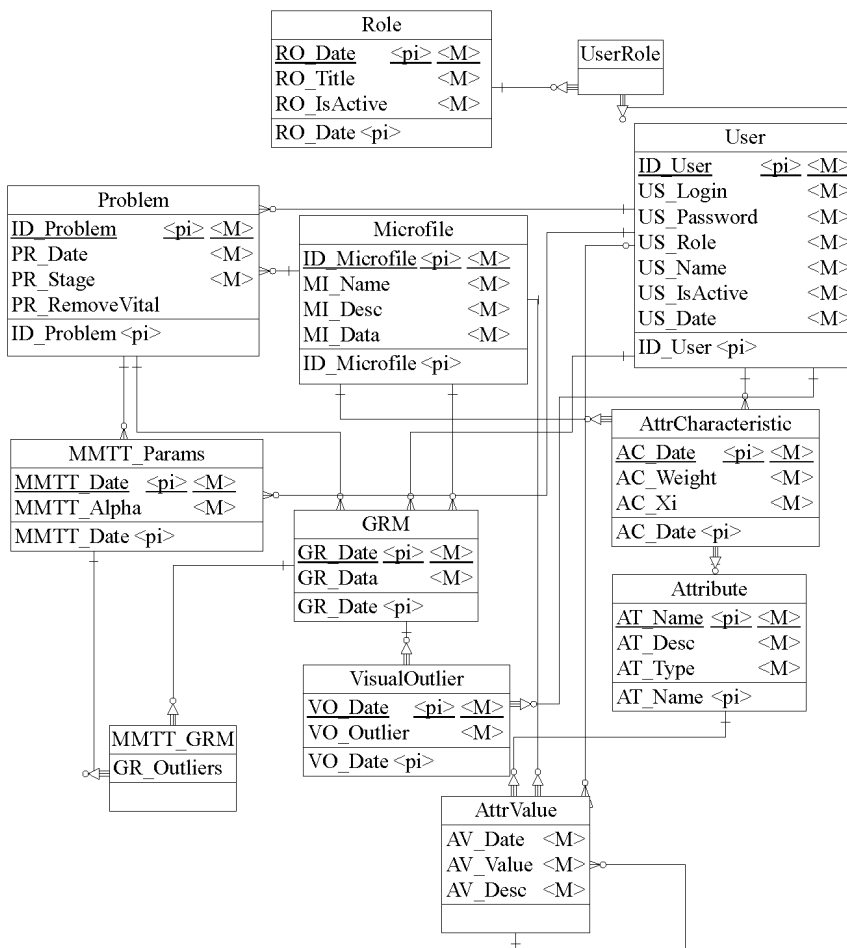 Role
RO_Date <pi> <M>
RO_Title <M>
RO_IsActive <M>
RO_Date <pi>
UserRole
User
ID_User <pi> <M>
US_Login <M>
US_Password <M>
US_Role <M>
US_Name <M>
US_IsActive <M>
US_Date <M>
ID_User <pi>
Problem
ID_Problem <pi> <M>
PR_Date <M>
PR_Stage <M>
PR_RemoveVital
ID_Problem <pi>
Microfile
ID_Microfile <pi> <M>
MI_Name <M>
MI_Desc <M>
MI_Data <M>
ID_Microfile <pi>
MMTT_Params
MMTT_Date <pi> <M>
MMTT_Alpha <M>
MMTT_Date <pi>
AttrCharacteristic
AC_Date <pi> <M>
AC_Weight <M>
AC_Xi <M>
AC_Date <pi>
GRM
GR_Date <pi> <M>
GR_Data <M>
GR_Date <pi>
Attribute
AT_Name <pi> <M>
AT_Desc <M>
AT_Type <M>
AT_Name <pi>
VisualOutlier
VO_Date <pi> <M>
VO_Outlier <M>
VO_Date <pi>
MMTT_GRM
GR_Outliers
AttrValue
AV_Date <M>
AV_Value <M>
AV_Desc <M>